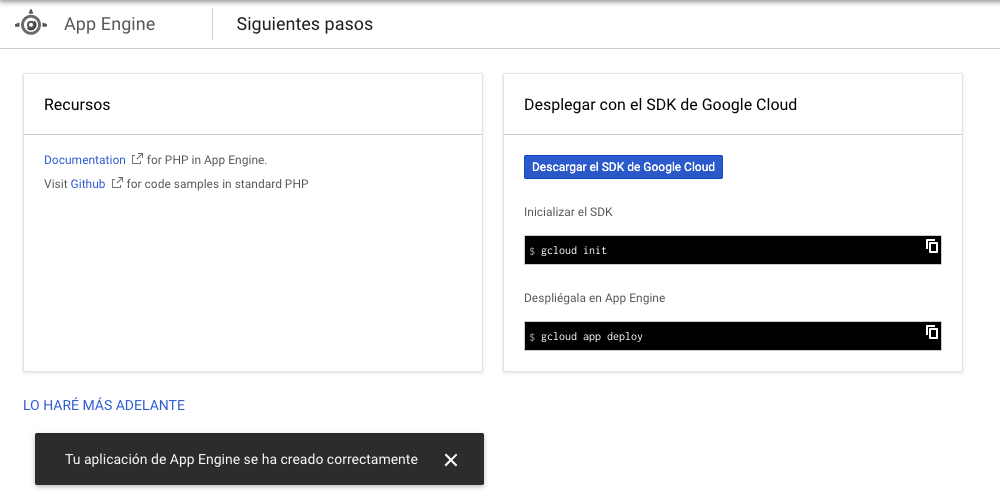 App Engine
Siguientes pasos
Recursos
Documentation for PHP in App Engine.
Visit Github for code samples in standard PHP
Desplegar con el SDK de Google Cloud
Descargar el SDK de Google Cloud
Inicializar el SDK
$ gcloud init
Despliégala en App Engine
$ gcloud app deploy
LO HARÉ MÁS ADELANTE
Tu aplicación de App Engine se ha creado correctamente